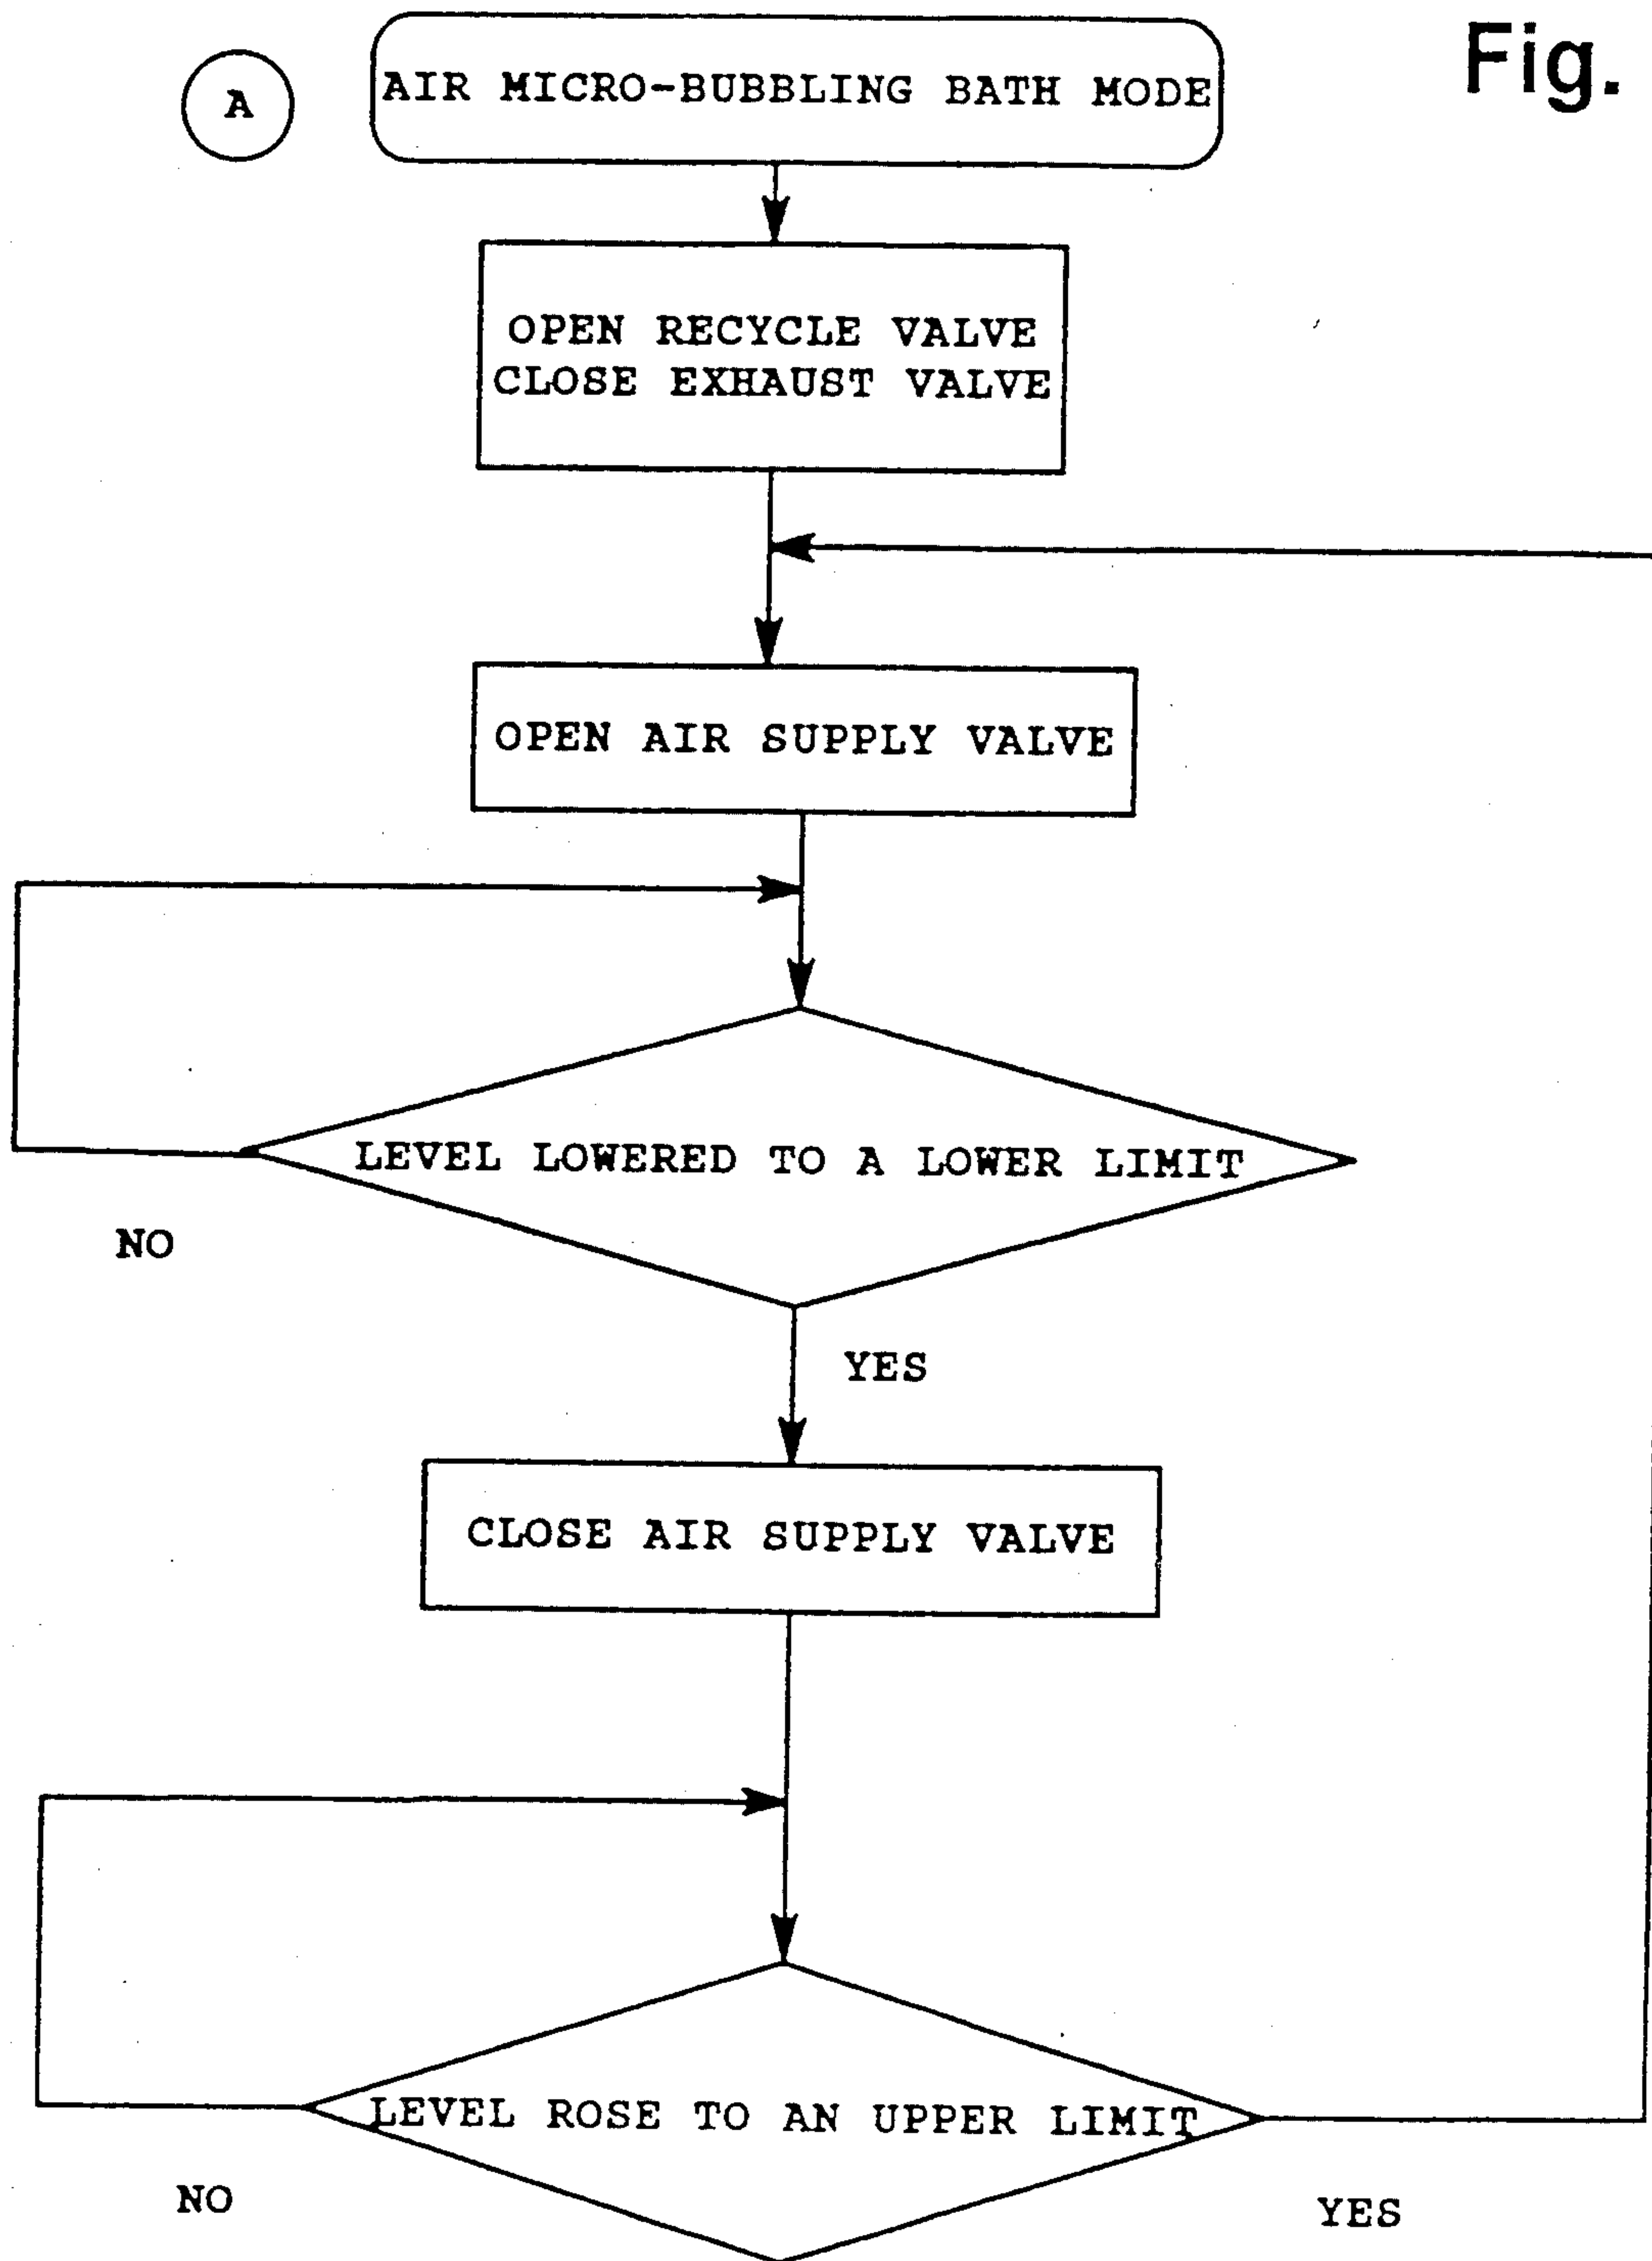 Fig.
A
AIR MICRO-BUBBLING BATH MODE
OPEN RECYCLE VALVE
CLOSE EXHAUST VALVE
OPEN AIR SUPPLY VALVE
LEVEL LOWERED TO A LOWER LIMIT
NO
YES
CLOSE AIR SUPPLY VALVE
LEVEL ROSE TO AN UPPER LIMIT
NO
YES